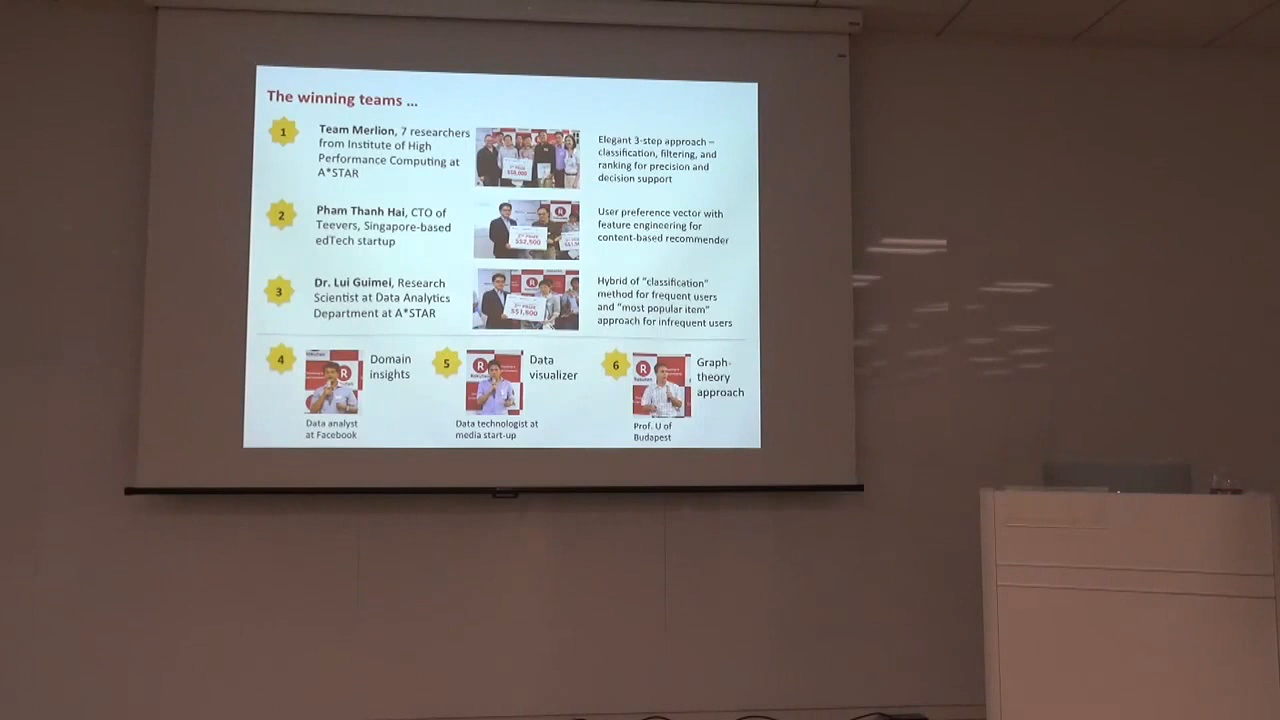 The winning teams ...
1
Team Merlion, 7 researchers
from Institute of High
Performance Computing at
A*STAR
Elegant 3-step approach –
classification, filtering, and
ranking for precision and
decision support
2
Pham Thanh Hai, CTO of
Teevers, Singapore-based
edTech startup
User preference vector with
feature engineering for
content-based recommender
3
Dr. Lui Guimei, Research
Scientist at Data Analytics
Department at A*STAR
Hybrid of "classification"
method for frequent users
and "most popular item"
approach for infrequent users
4
Domain
insights
Data analyst
at Facebook
5
Data
visualizer
Data technologist at
media start-up
6
Graph-
theory
approach
Prof. U of
Budapest